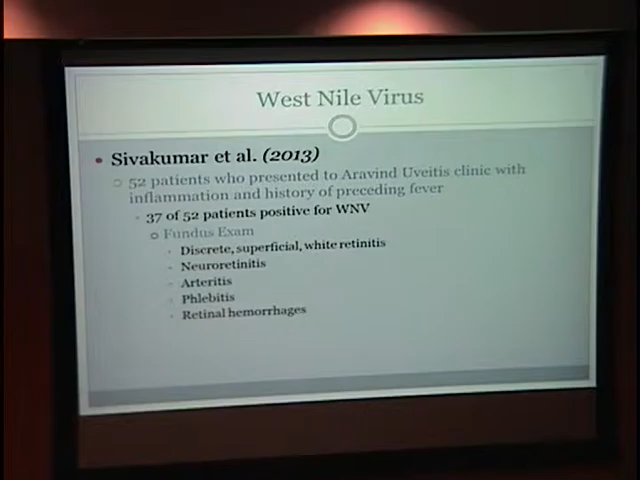 West Nile Virus
• Sivakumar et al. (2013)
○ 52 patients who presented to Aravind Uveitis clinic with
inflammation and history of preceding fever
• 37 of 52 patients positive for WNV
○ Fundus Exam
• Discrete, superficial, white retinitis
• Neuroretinitis
• Arteritis
• Phlebitis
• Retinal hemorrhages